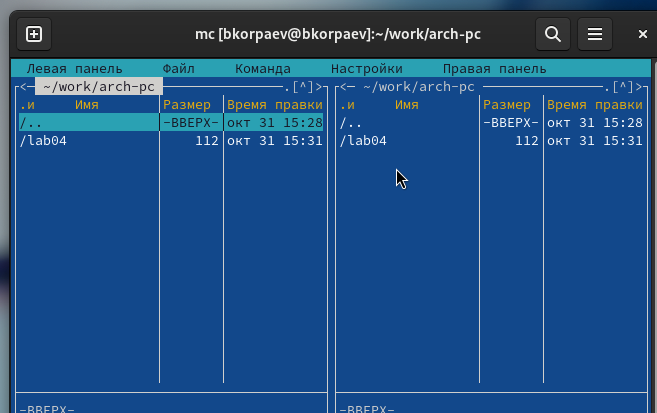 mc [bkorpaev@bkorpaev]:~/work/arch-pc
Левая панель Файл Команда Настройки Правая панель
<─ ~/work/arch-pc .[^]> <─ ~/work/arch-pc .[^]>
.и Имя Размер Время правки .и Имя Размер Время правки
/.. -ВВЕРХ- окт 31 15:28 /.. -ВВЕРХ- окт 31 15:28
/lab04 112 окт 31 15:31 /lab04 112 окт 31 15:31
-ВВЕРХ- -ВВЕРХ-